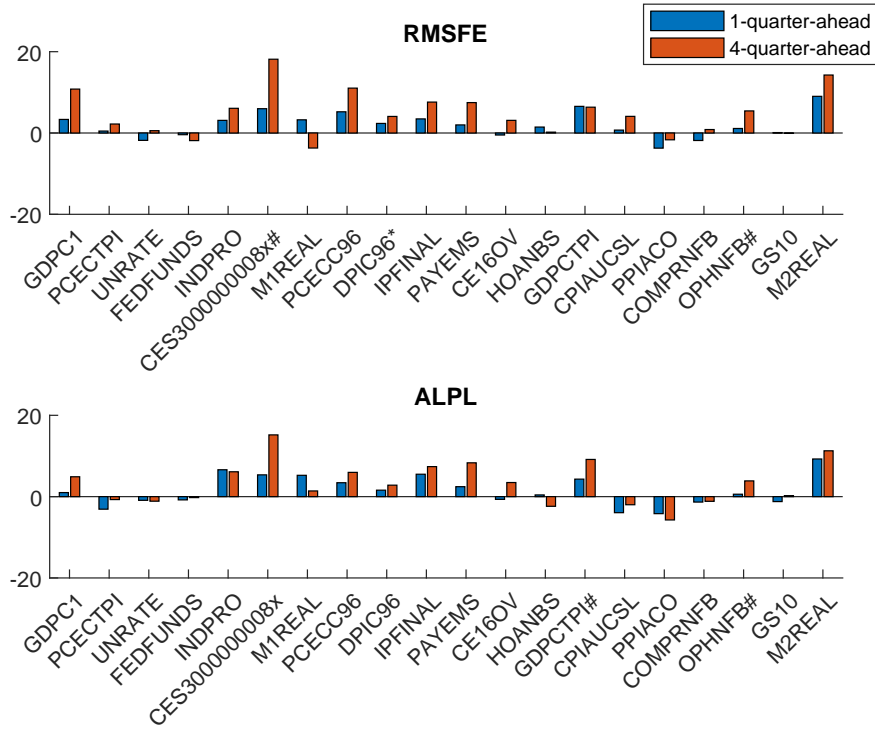 RMSFE
1-quarter-ahead
4-quarter-ahead
20
0
-20
GDPC1
PCECTPI
UNRATE
FEDFUNDS
INDPRO
CES3000000008x#
M1REAL
PCECC96
DPIC96*
IPFINAL
PAYEMS
CE16OV
HOANBS
GDPCTPI
CPIAUCSL
PPIACO
COMPRNFB
OPHNFB#
GS10
M2REAL
ALPL
20
0
-20
GDPC1
PCECTPI
UNRATE
FEDFUNDS
INDPRO
CES3000000008x
M1REAL
PCECC96
DPIC96
IPFINAL
PAYEMS
CE16OV
HOANBS
GDPCTPI#
CPIAUCSL
PPIACO
COMPRNFB
OPHNFB#
GS10
M2REAL